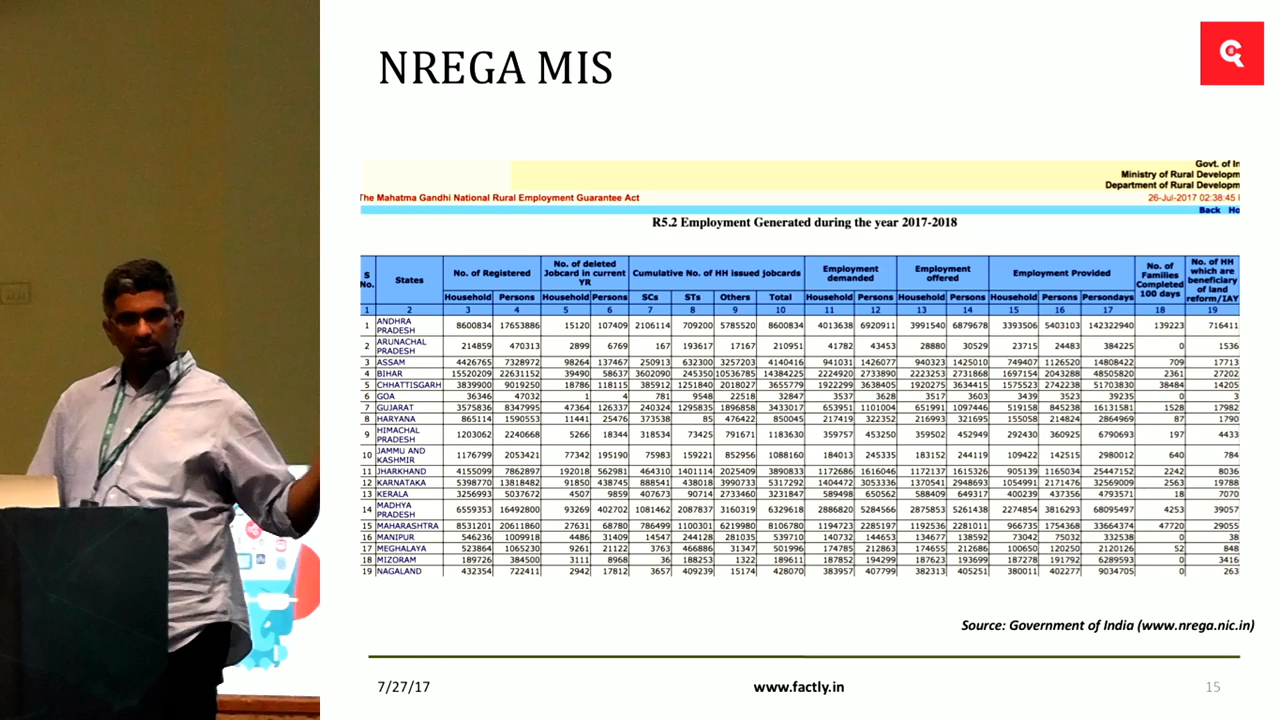 NREGA MIS
Govt. of In
Ministry of Rural Developm
Department of Rural Developm
The Mahatma Gandhi National Rural Employment Guarantee Act
26-Jul-2017 02:38:45
Back Ho
R5.2 Employment Generated during the year 2017-2018
S No. States No. of Registered No. of deleted Jobcard in current YR Cumulative No. of HH issued jobcards Employment demanded Employment offered Employment Provided No. of Families Completed 100 days No. of HH which are beneficiary of land reform/IAY
Household Persons Household Persons SCs STs Others Total Household Persons Household Persons Household Persons Persondays
1 2 3 4 5 6 7 8 9 10 11 12 13 14 15 16 17 18 19
1 ANDHRA PRADESH 8600834 17653886 15120 107409 2106114 709200 5785520 8600834 4013638 6920911 3991540 6879678 3393506 5403103 142322940 139223 716411
2 ARUNACHAL PRADESH 214859 470313 2899 6769 167 193617 17167 210951 41782 43453 28880 30529 23715 24483 384225 0 1536
3 ASSAM 4426765 7328972 98264 137467 250913 632300 3257203 4140416 941031 1426077 940323 1425010 749407 1126520 14808422 709 17713
4 BIHAR 15520209 22631152 39490 58637 3602090 245350 10536785 14384225 2224920 2733890 2223253 2731868 1697154 2043288 48505820 2361 27202
5 CHHATTISGARH 3839900 9019250 18786 118115 385912 1251840 2018027 3655779 1922299 3638405 1920275 3634415 1575523 2742238 51703830 38484 14205
6 GOA 36346 47032 1 4 781 9548 22518 32847 3537 3628 3517 3603 3439 3523 39235 0 3
7 GUJARAT 3575836 8347995 47364 126337 240324 1295835 1896858 3433017 653951 1101004 651991 1097446 519158 845238 16131581 1528 17982
8 HARYANA 865114 1590553 11441 25476 373538 85 476422 850045 217419 322352 216993 321695 155058 214824 2864969 87 1790
9 HIMACHAL PRADESH 1203062 2240668 5266 18344 318534 73425 791671 1183630 359757 453250 359502 452949 292430 360925 6790693 197 4433
10 JAMMU AND KASHMIR 1176799 2053421 77342 195190 75983 159221 852956 1088160 184013 245335 183152 244119 109422 142515 2980012 640 784
11 JHARKHAND 4155099 7862897 192018 562981 464310 1401114 2025409 3890833 1172686 1616046 1172137 1615326 905139 1165034 25447152 2242 8036
12 KARNATAKA 5398770 13818482 91850 438745 888541 438018 3990733 5317292 1404472 3053336 1370541 2948693 1054991 2171476 32569009 2563 19788
13 KERALA 3256993 5037672 4507 9859 407673 90714 2733460 3231847 589498 650562 588409 649317 400239 437356 4793571 18 7070
14 MADHYA PRADESH 6559353 16492800 93269 402702 1081462 2087837 3160319 6329618 2886820 5284566 2875853 5261438 2274854 3816293 68095497 4253 39057
15 MAHARASHTRA 8531201 20611860 27631 68780 786499 1100301 6219980 8106780 1194723 2285197 1192536 2281011 966735 1754368 33664374 47720 29055
16 MANIPUR 546236 1009918 4486 31409 14547 244128 281035 539710 140732 144653 134677 138592 73042 75032 332538 0 38
17 MEGHALAYA 523864 1065230 9261 21122 3763 466886 31347 501996 174785 212863 174655 212686 100650 120250 2120126 52 848
18 MIZORAM 189726 384500 3111 8968 36 188253 1322 189611 187852 194299 187623 193699 187278 191792 6289593 0 3416
19 NAGALAND 432354 722411 2942 17812 3657 409239 15174 428070 383957 407799 382313 405251 380011 402277 9034705 0 263
Source: Government of India (www.nrega.nic.in)
7/27/17
www.factly.in
15